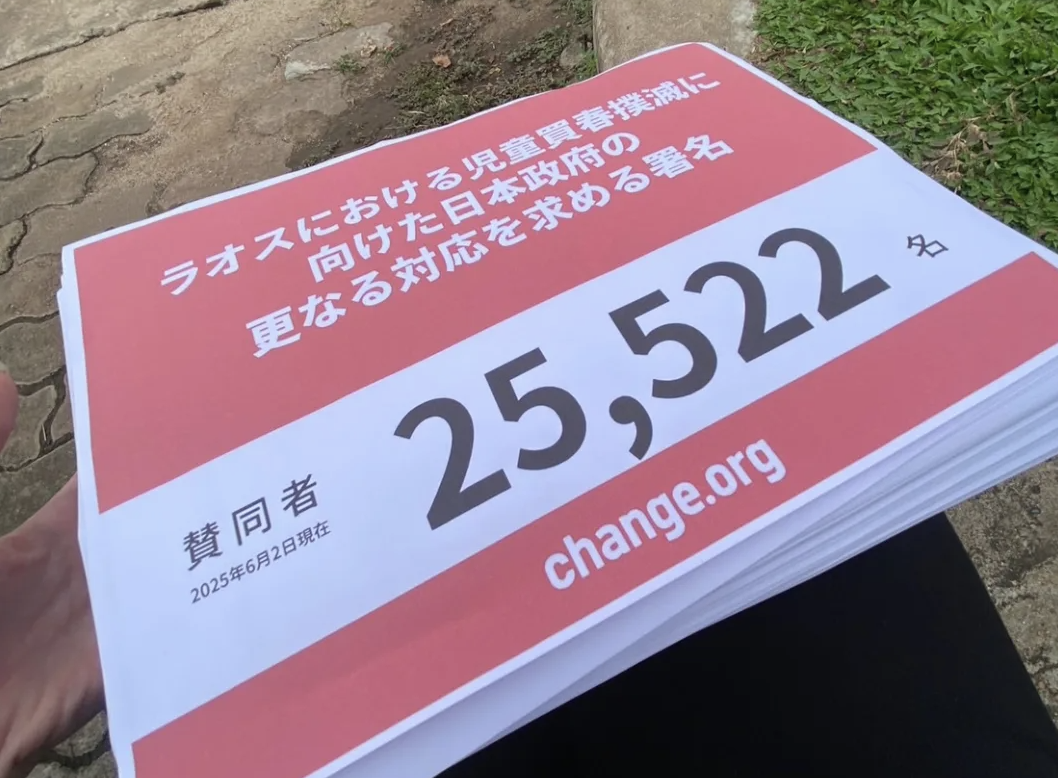 ラオスにおける児童買春撲滅に
向けた日本政府の
更なる対応を求める署名
25,522 名
賛同者
2025年6月2日現在
change.org